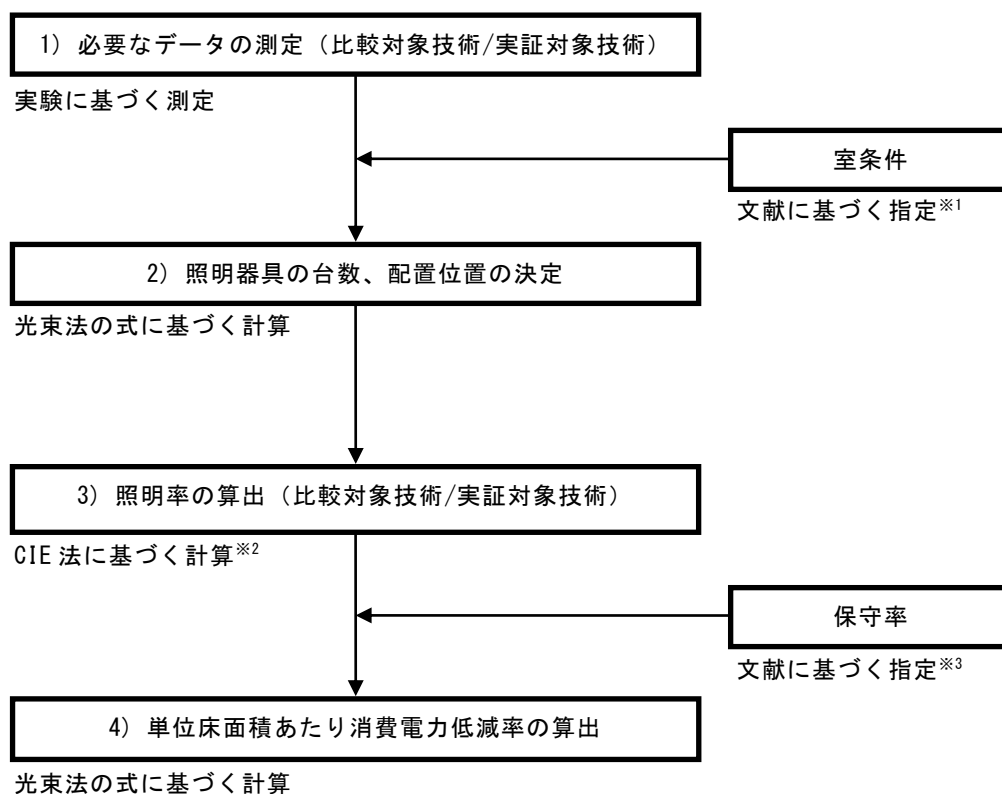 1) 必要なデータの測定（比較対象技術/実証対象技術）
実験に基づく測定
室条件
文献に基づく指定※1
2) 照明器具の台数、配置位置の決定
光束法の式に基づく計算
3) 照明率の算出（比較対象技術/実証対象技術）
CIE 法に基づく計算※2
保守率
文献に基づく指定※3
4) 単位床面積あたり消費電力低減率の算出
光束法の式に基づく計算